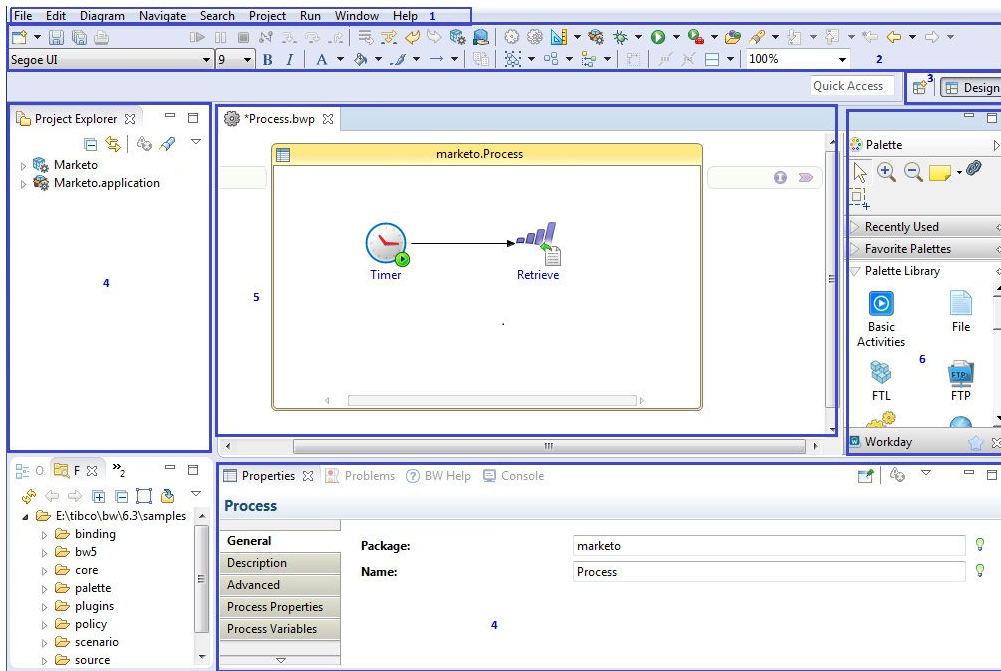 File Edit Diagram Navigate Search Project Run Window Help 1
Segoe UI 9 B I A 100% 2
Quick Access 3 Design
Project Explorer
Marketo
Marketo.application
4
*Process.bwp
marketo.Process
Timer
Retrieve
5
Palette
Recently Used
Favorite Palettes
Palette Library
Basic Activities
File
6
FTL
FTP
Workday
O F »2
E:\tibco\bw\6.3\samples
binding
bw5
core
palette
plugins
policy
scenario
source
Properties Problems BW Help Console
Process
General
Description
Advanced
Process Properties
Process Variables
Package: marketo
Name: Process
4